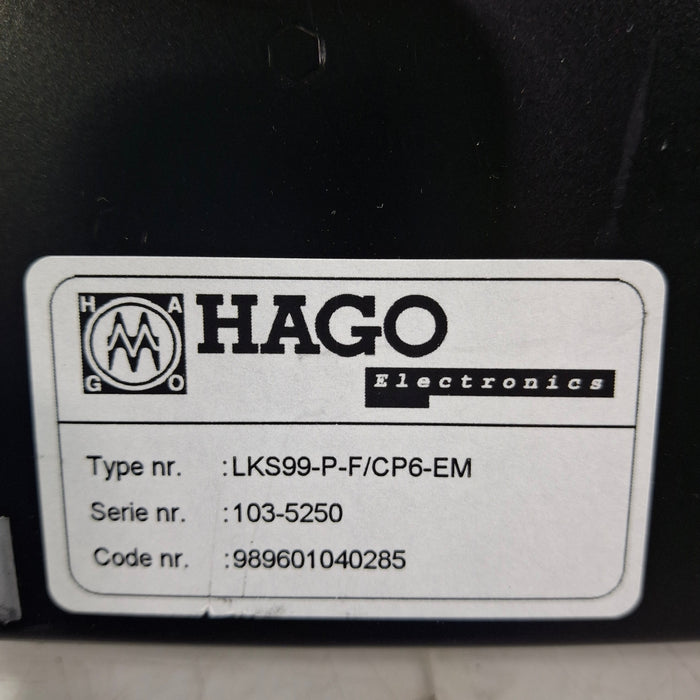 H A
G O
HAGO
Electronics
Type nr. :LKS99-P-F/CP6-EM
Serie nr. :103-5250
Code nr. :989601040285